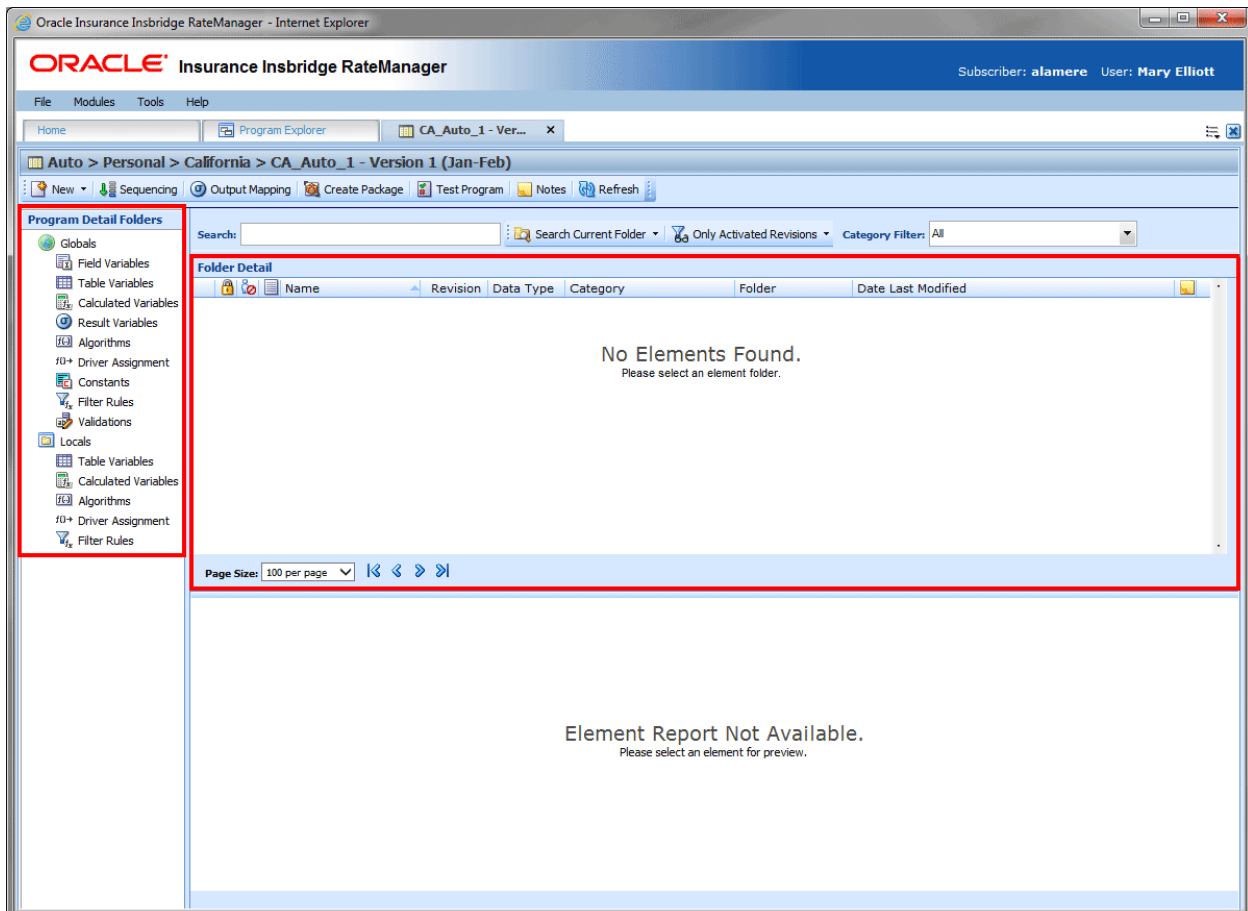 Oracle Insurance Insbridge RateManager - Internet Explorer
ORACLE Insurance Insbridge RateManager
Subscriber: alamere User: Mary Elliott
File Modules Tools Help
Home Program Explorer CA_Auto_1 - Ver... X
Auto > Personal > California > CA_Auto_1 - Version 1 (Jan-Feb)
New Sequencing Output Mapping Create Package Test Program Notes Refresh
Program Detail Folders
Globals
Field Variables
Table Variables
Calculated Variables
Result Variables
Algorithms
Driver Assignment
Constants
Filter Rules
Validations
Locals
Table Variables
Calculated Variables
Algorithms
Driver Assignment
Filter Rules
Search: Search Current Folder Only Activated Revisions Category Filter: All
Folder Detail
Name Revision Data Type Category Folder Date Last Modified
No Elements Found.
Please select an element folder.
Page Size: 100 per page
Element Report Not Available.
Please select an element for preview.